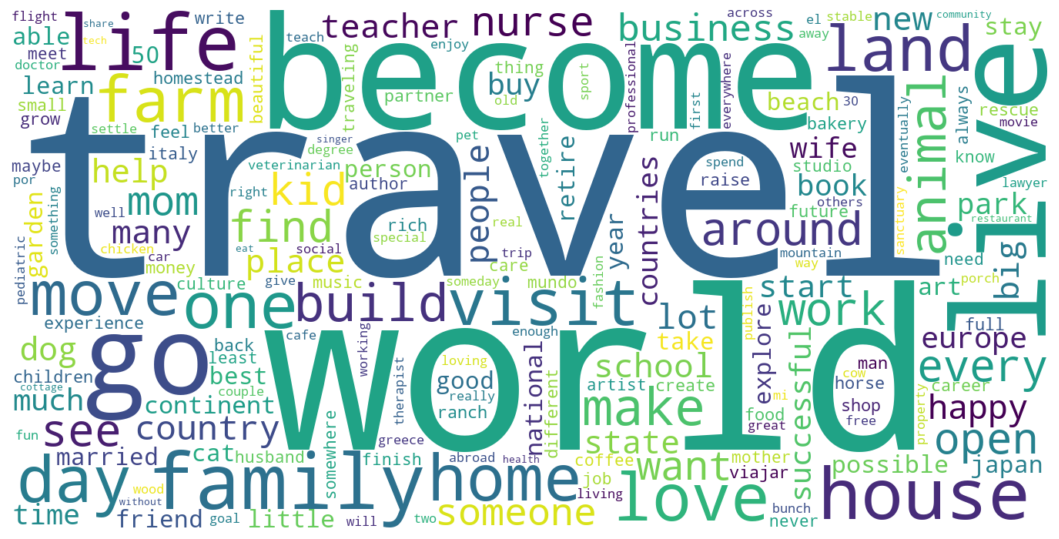 flight share
able tech write
life
become
teacher nurse business across el stable
new community
away stay
live
meet 50
doctor
learn homestead
farm
beautiful
teach enjoy
traveling
thing
partner
buy
old
sport
professional
first
everywhere
land
beach 30
bakery
animal
rescue
always
movie
small
grow
settle better
feel
travel
degree
singer
pet
together
run
wife
studio
eventually
know
lawyer
maybe
por
something
italy
help
veterinarian
kid
person
author
people
retire
year
countries
spend
raise
book
others
future
park
sanctuary
restaurant
mom
well
right
find
rich
real
around
many
garden
chicken
car
social
special
eat
place
trip
care
mountain
way
need
big
pediatric
money
culture
give
music
someday
mundo
fashion
explore
start
art
porch
move
one
build
visit
lot
publish
work
full
experience
cafe
working
enough
take
europe
dog
go
back
least
world
loving
national
school
successful
man
every
children
cottage
best
couple
therapist
good
really
different
artist create
cow
horse
career
much
continent
ranch
make
mi
food
great
shop
free
property
happy
fun
see
country
somewhere
greece
state
open
married
cat husband
finish
abroad health
home
want
mother
possible
japan
day
wood
family
coffee
job
viajar
house
without
living
someone
love
bunch
time
friend
goal
little
will
two
never